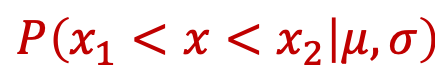 P(x₁ < x < x₂|μ, σ)